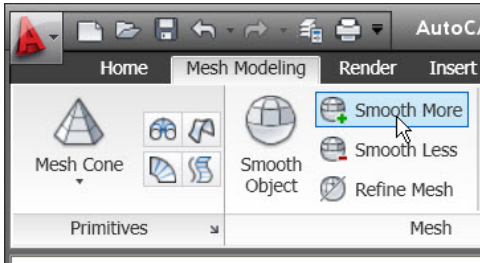 AutoC
Home Mesh Modeling Render Insert
Mesh Cone
Smooth Object
Smooth More
Smooth Less
Refine Mesh
Primitives
Mesh